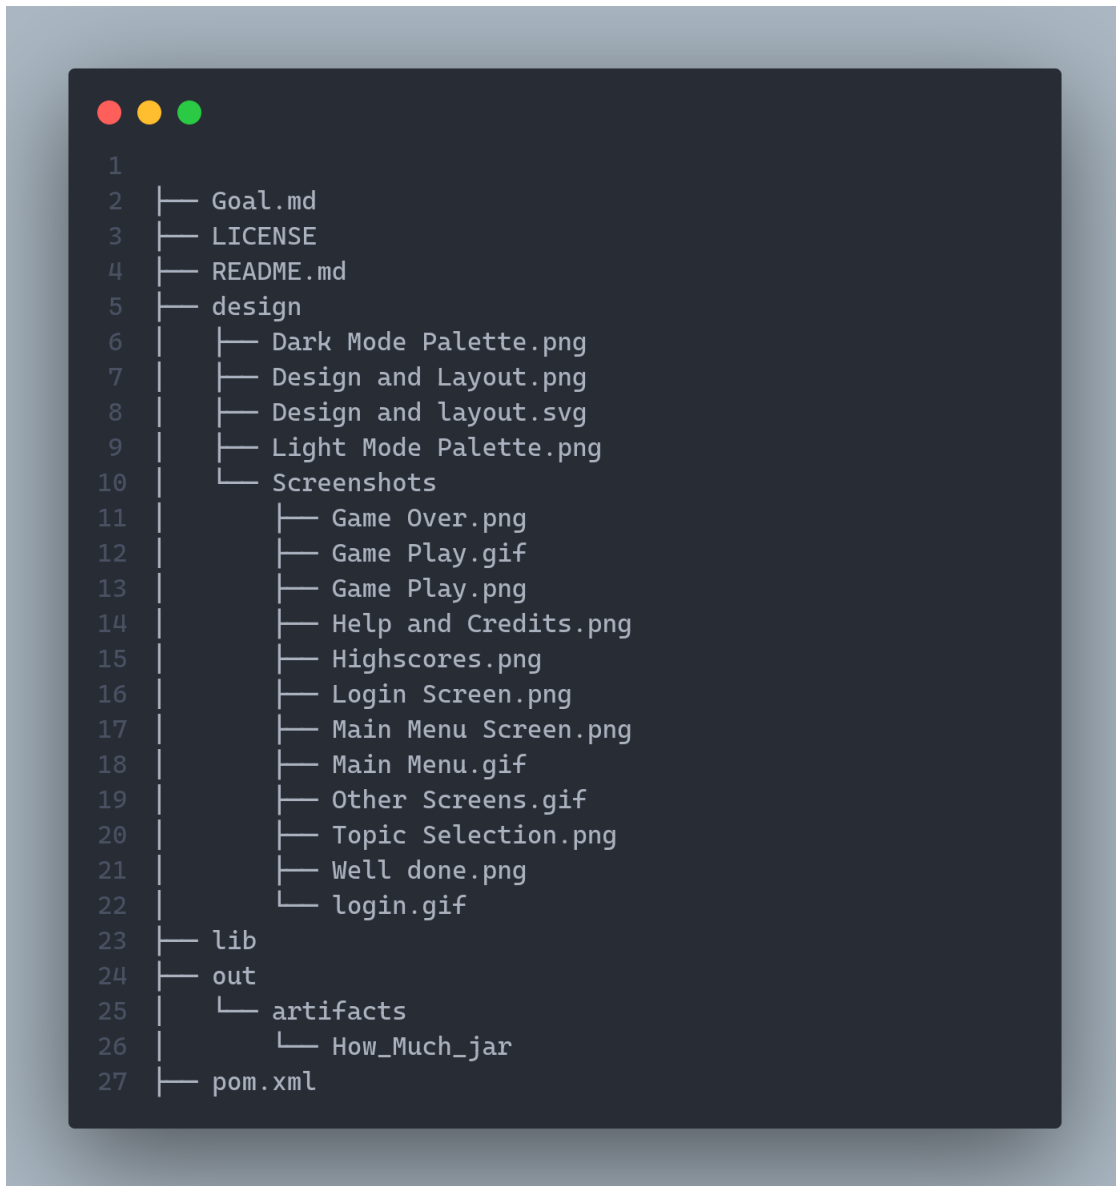 1
2 ├── Goal.md
3 ├── LICENSE
4 ├── README.md
5 ├── design
6 │   ├── Dark Mode Palette.png
7 │   ├── Design and Layout.png
8 │   ├── Design and layout.svg
9 │   ├── Light Mode Palette.png
10 │   └── Screenshots
11 │       ├── Game Over.png
12 │       ├── Game Play.gif
13 │       ├── Game Play.png
14 │       ├── Help and Credits.png
15 │       ├── Highscores.png
16 │       ├── Login Screen.png
17 │       ├── Main Menu Screen.png
18 │       ├── Main Menu.gif
19 │       ├── Other Screens.gif
20 │       ├── Topic Selection.png
21 │       ├── Well done.png
22 │       └── login.gif
23 ├── lib
24 ├── out
25 │   └── artifacts
26 │       └── How_Much_jar
27 ├── pom.xml